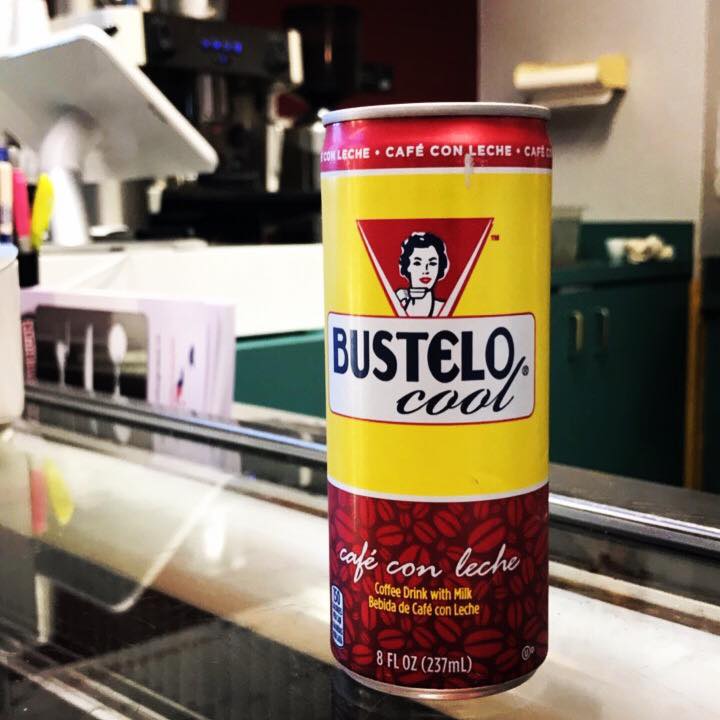 CON LECHE • CAFÉ CON LECHE • CAFÉ C
™
BUSTELO
cool®
café con leche
Coffee Drink with Milk
Bebida de Café con Leche
8 FL OZ (237mL)